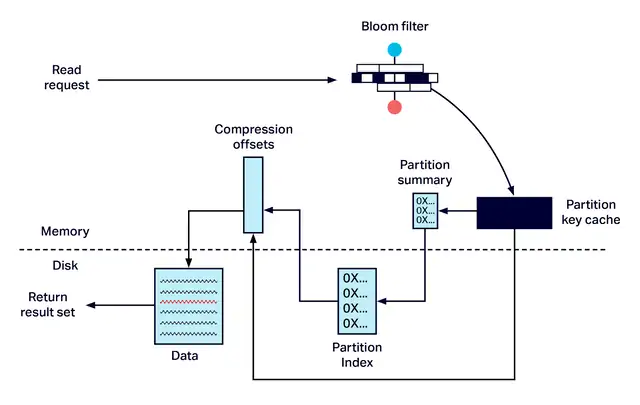 Bloom filter
Read
request
Compression
offsets
Partition
summary
0X...
0X...
0X...
Partition
key cache
Memory
Disk
Return
result set
Data
0X...
0X...
0X...
0X...
Partition
Index